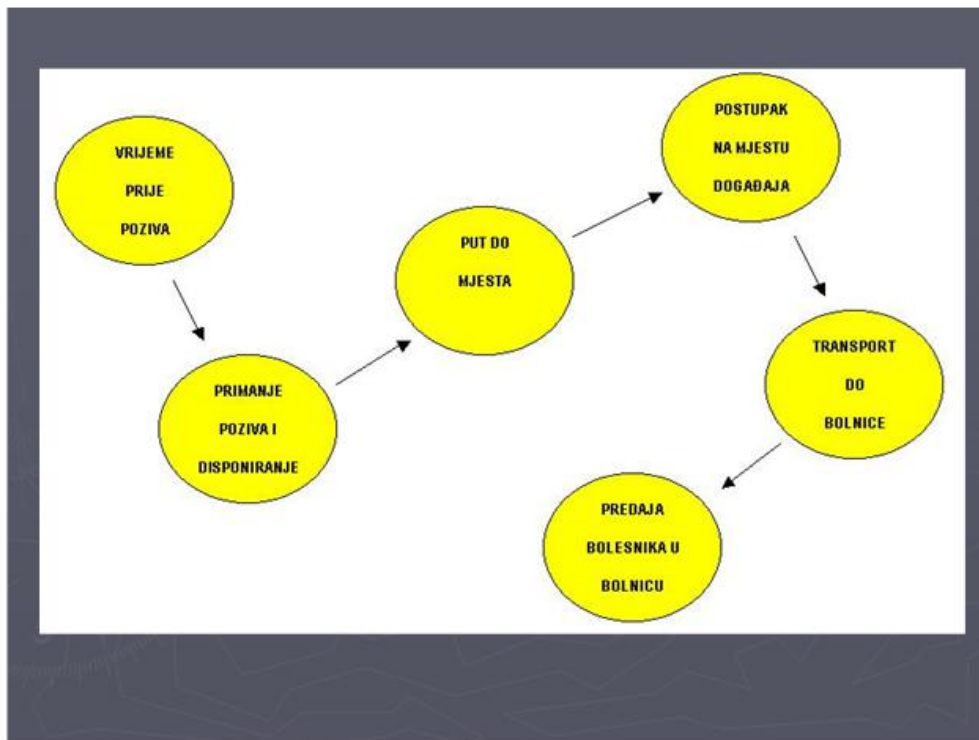 VRIJEME
PRIJE
POZIVA
PRIMANJE
POZIVA I
DISPONIRANJE
PUT DO
MJESTA
POSTUPAK
NA MJESTU
DOGAĐAJA
TRANSPORT
DO
BOLNICE
PREDAJA
BOLESNIKA U
BOLNICU